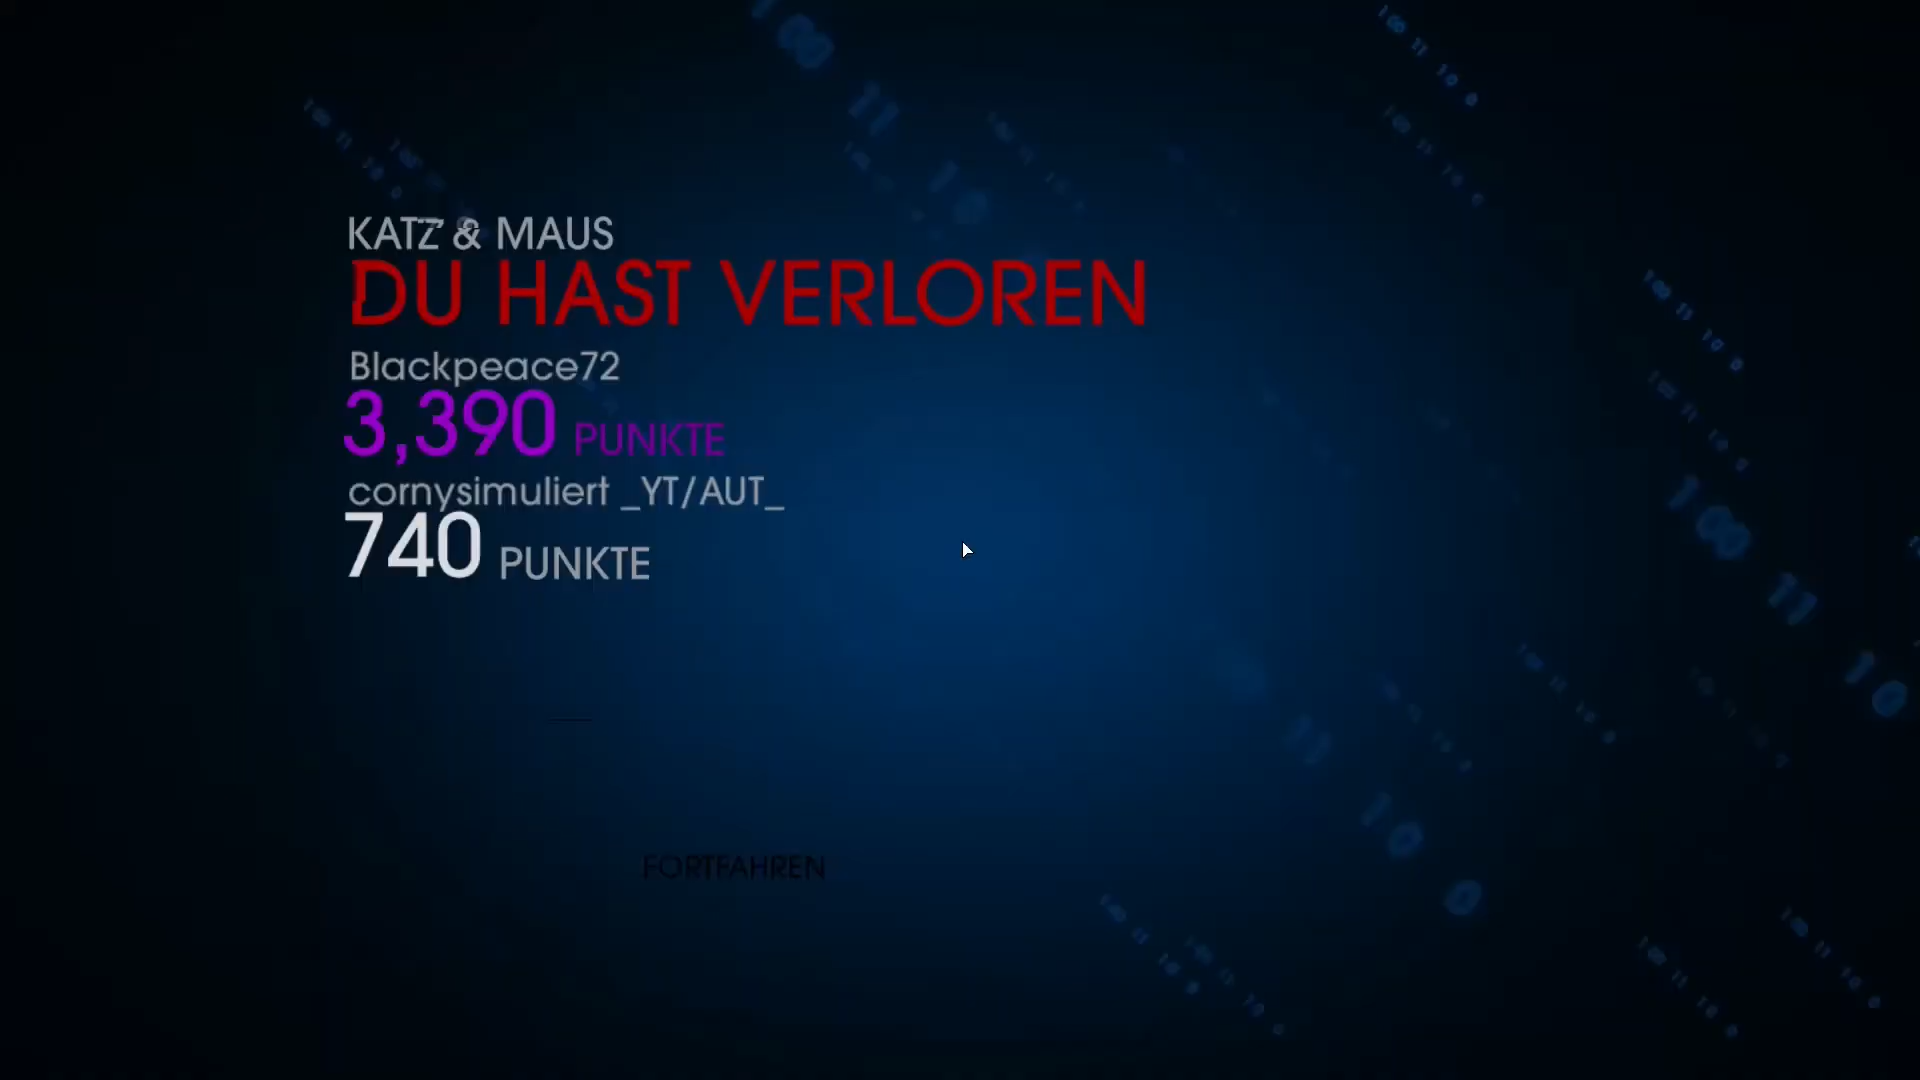 KATZ & MAUS
DU HAST VERLOREN
Blackpeace72
3,390 PUNKTE
cornysimuliert _YT/AUT_
740 PUNKTE
FORTFAHREN